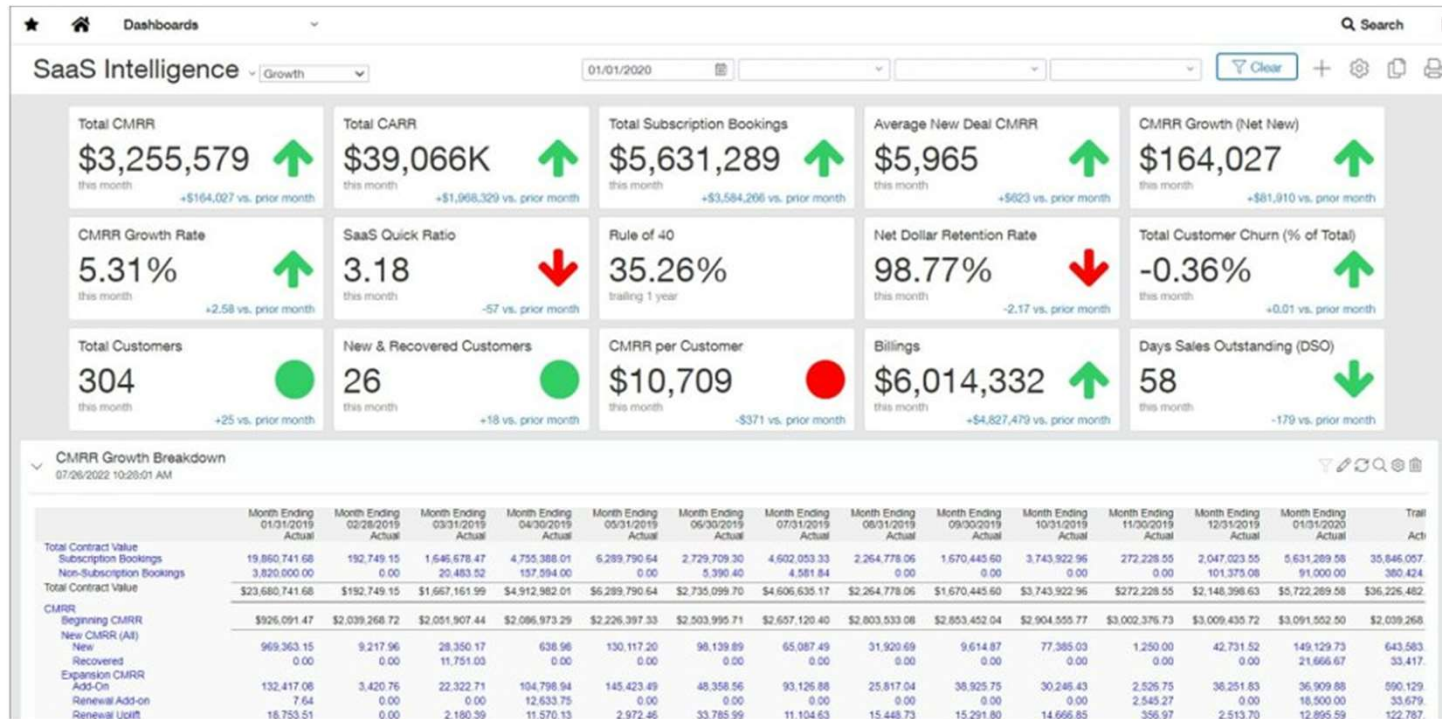 Dashboards Search
SaaS Intelligence Growth 01/01/2020 Clear
Total CMRR
$3,255,579
this month
+$164,027 vs. prior month
Total CARR
$39,066K
this month
+$1,968,329 vs. prior month
Total Subscription Bookings
$5,631,289
this month
+$3,584,266 vs. prior month
Average New Deal CMRR
$5,965
this month
+$623 vs. prior month
CMRR Growth (Net New)
$164,027
this month
+$81,910 vs. prior month
CMRR Growth Rate
5.31%
this month
+2.58 vs. prior month
SaaS Quick Ratio
3.18
this month
-57 vs. prior month
Rule of 40
35.26%
trailing 1 year
Net Dollar Retention Rate
98.77%
this month
-2.17 vs. prior month
Total Customer Churn (% of Total)
-0.36%
this month
+0.01 vs. prior month
Total Customers
304
this month
+25 vs. prior month
New & Recovered Customers
26
this month
+18 vs. prior month
CMRR per Customer
$10,709
this month
-$371 vs. prior month
Billings
$6,014,332
this month
+$4,827,479 vs. prior month
Days Sales Outstanding (DSO)
58
this month
-179 vs. prior month
CMRR Growth Breakdown
07/26/2022 10:28:01 AM
Month Ending Month Ending Month Ending Month Ending Month Ending Month Ending Month Ending Month Ending Month Ending Month Ending Month Ending Month Ending Month Ending Trail
01/31/2019 02/28/2019 03/31/2019 04/30/2019 05/31/2019 06/30/2019 07/31/2019 08/31/2019 09/30/2019 10/31/2019 11/30/2019 12/31/2019 01/31/2020
Actual Actual Actual Actual Actual Actual Actual Actual Actual Actual Actual Actual Actual Act
Total Contract Value
Subscription Bookings 19,860,741.68 192,749.15 1,646,678.47 4,755,388.01 6,289,790.64 2,729,709.30 4,602,053.33 2,264,778.06 1,670,445.60 3,743,922.96 272,228.55 2,047,023.55 5,631,289.58 35,846,057.
Non-Subscription Bookings 3,820,000.00 0.00 20,483.52 157,594.00 0.00 5,390.40 4,581.84 0.00 0.00 0.00 0.00 101,375.08 91,000.00 380,424.
Total Contract Value $23,680,741.68 $192,749.15 $1,667,161.99 $4,912,982.01 $6,289,790.64 $2,735,099.70 $4,606,635.17 $2,264,778.06 $1,670,445.60 $3,743,922.96 $272,228.55 $2,148,398.63 $5,722,289.58 $36,226,482.
CMRR
Beginning CMRR $926,091.47 $2,039,268.72 $2,051,907.44 $2,086,973.29 $2,226,397.33 $2,503,995.71 $2,657,120.40 $2,803,533.08 $2,853,452.04 $2,904,555.77 $3,002,376.73 $3,009,435.72 $3,091,552.50 $2,039,268.
New CMRR (All)
New 969,363.15 9,217.96 28,350.17 638.98 130,117.20 98,139.89 65,087.49 31,920.69 9,614.87 77,385.03 1,250.00 42,731.52 149,129.73 643,583.
Recovered 0.00 0.00 11,751.03 0.00 0.00 0.00 0.00 0.00 0.00 0.00 0.00 0.00 21,666.67 33,417.
Expansion CMRR
Add-On 132,417.08 3,420.76 22,322.71 104,798.94 145,423.49 48,358.56 93,126.88 25,817.04 38,925.75 30,246.43 2,526.75 38,251.83 36,909.88 590,129.
Renewal Add-on 7.64 0.00 0.00 12,633.75 0.00 0.00 0.00 0.00 0.00 0.00 2,545.27 0.00 18,500.00 33,679.
Renewal Uplift 18,753.51 0.00 2,180.39 11,570.13 2,972.46 33,785.99 11,104.63 15,448.73 15,291.80 14,666.85 356.97 2,513.70 12,895.59 122,787.